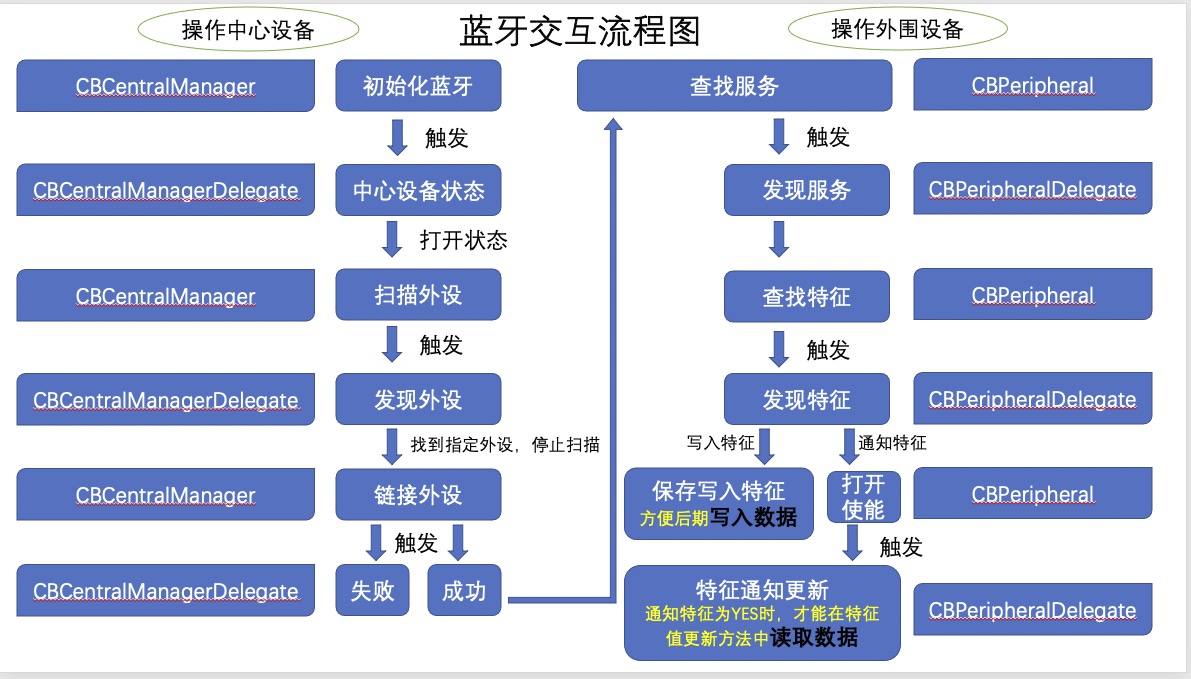 操作中心设备
蓝牙交互流程图
操作外围设备
CBCentralManager
初始化蓝牙
查找服务
CBPeripheral
触发
触发
CBCentralManagerDelegate
中心设备状态
发现服务
CBPeripheralDelegate
打开状态
CBCentralManager
扫描外设
查找特征
CBPeripheral
触发
触发
CBCentralManagerDelegate
发现外设
发现特征
CBPeripheralDelegate
找到指定外设，停止扫描
写入特征
通知特征
CBCentralManager
链接外设
保存写入特征
方便后期写入数据
打开
使能
CBPeripheral
触发
触发
CBCentralManagerDelegate
失败
成功
特征通知更新
通知特征为YES时，才能在特征
值更新方法中读取数据
CBPeripheralDelegate